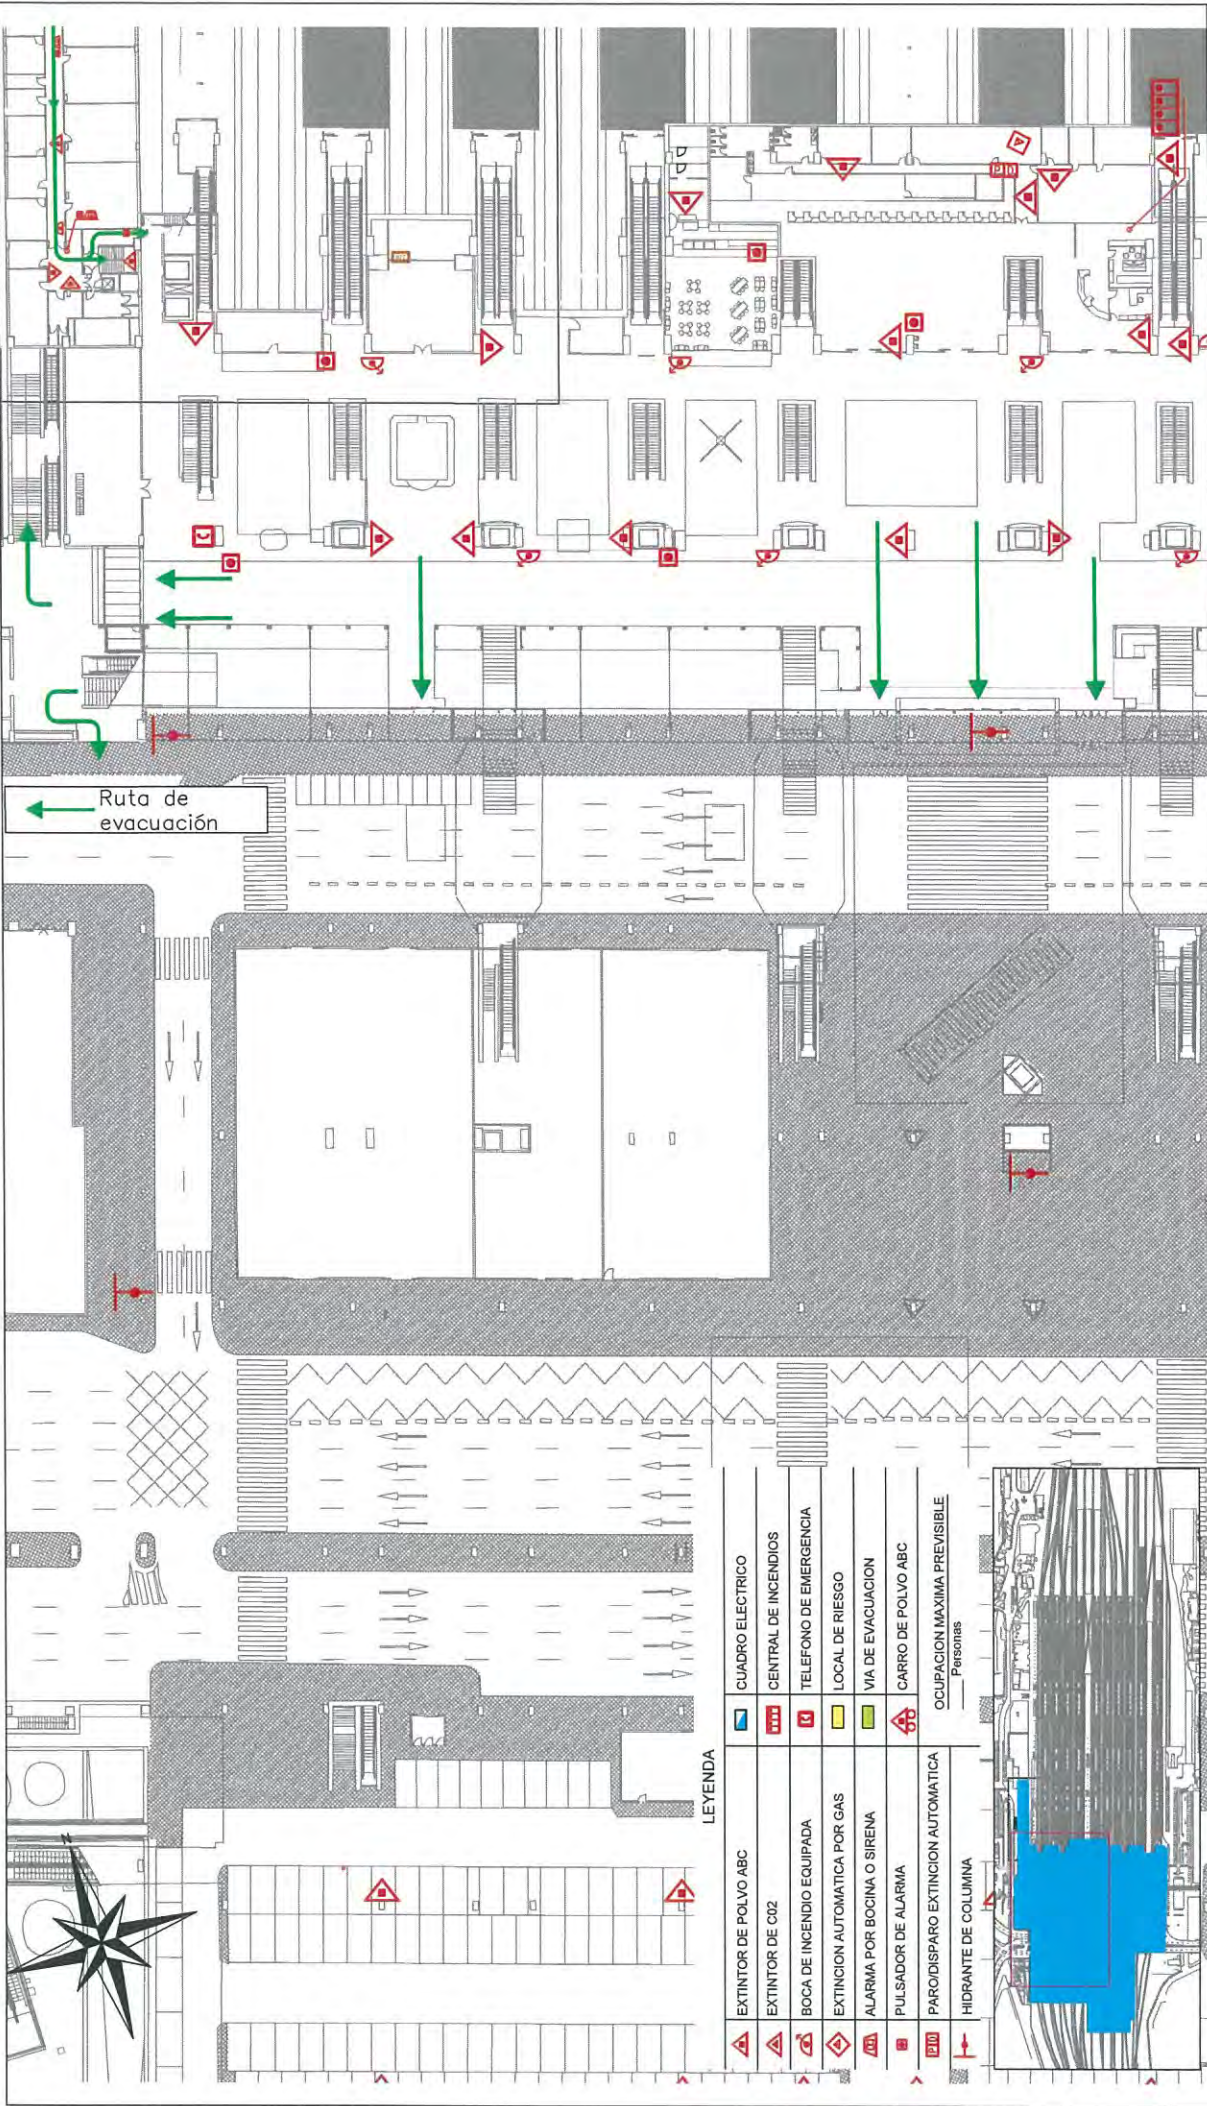 Ruta de
evacuación
LEYENDA
EXTINTOR DE POLVO ABC
CUADRO ELECTRICO
EXTINTOR DE C02
CENTRAL DE INCENDIOS
BOCA DE INCENDIO EQUIPADA
TELEFONO DE EMERGENCIA
EXTINCION AUTOMATICA POR GAS
LOCAL DE RIESGO
ALARMA POR BOCINA O SIRENA
VIA DE EVACUACION
PULSADOR DE ALARMA
CARRO DE POLVO ABC
PARO/DISPARO EXTINCION AUTOMATICA
OCUPACION MAXIMA PREVISIBLE
____ Personas
HIDRANTE DE COLUMNA
N